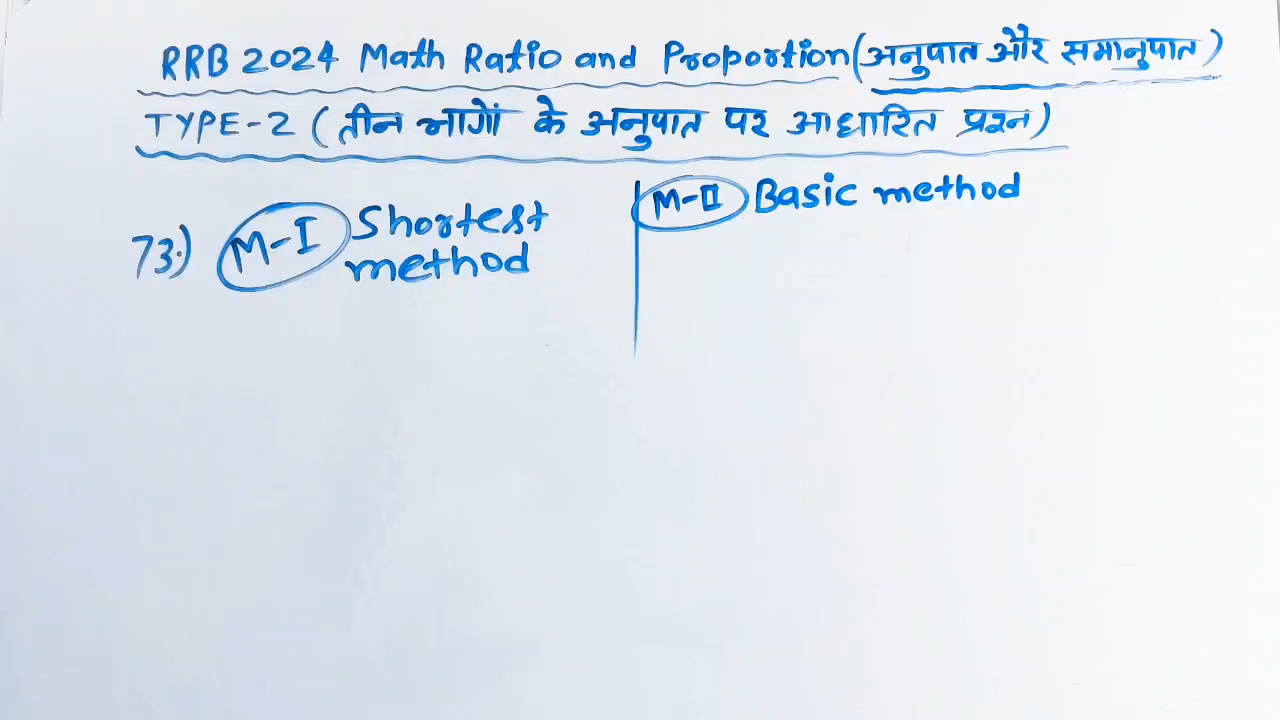 RRB 2024 Math Ratio and Proportion (अनुपात और समानुपात)
TYPE-2 (तीन भागों के अनुपात पर आधारित प्रश्न)
73.) M-I Shortest method
M-II Basic method